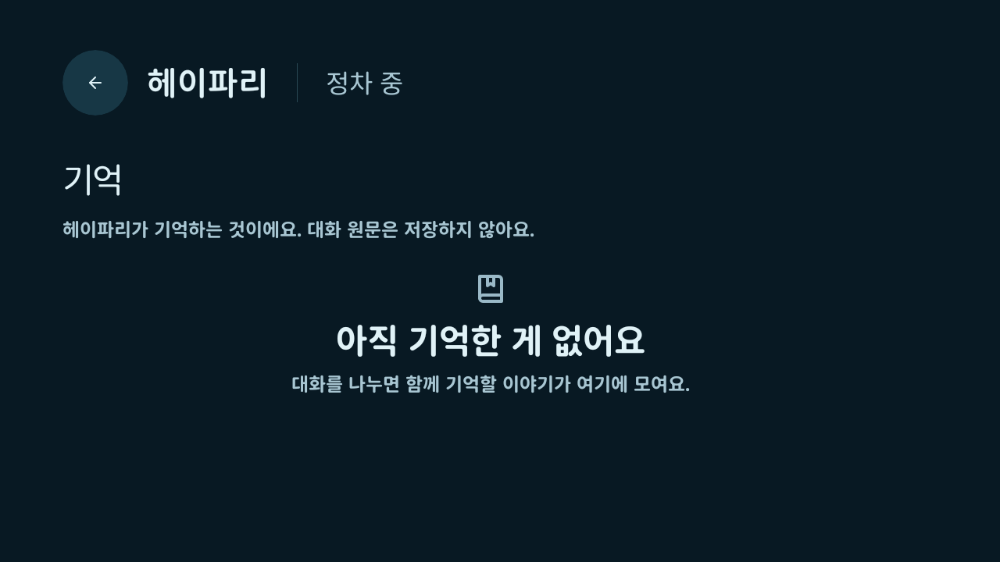 헤이파리
정차 중
기억
헤이파리가 기억하는 것이에요. 대화 원문은 저장하지 않아요.
아직 기억한 게 없어요
대화를 나누면 함께 기억할 이야기가 여기에 모여요.